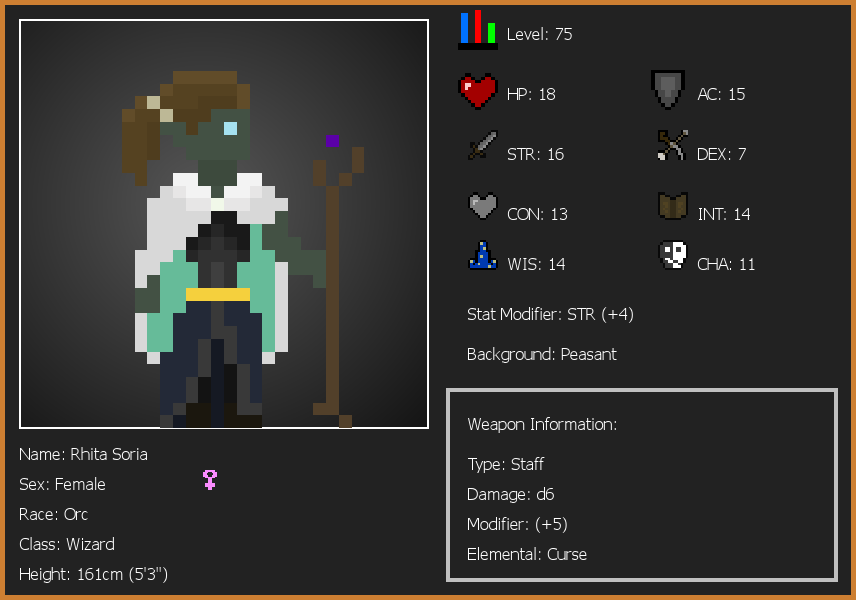 Level: 75
HP: 18
AC: 15
STR: 16
DEX: 7
CON: 13
INT: 14
WIS: 14
CHA: 11
Stat Modifier: STR (+4)
Background: Peasant
Weapon Information:
Type: Staff
Damage: d6
Modifier: (+5)
Elemental: Curse
Name: Rhita Soria
Sex: Female
Race: Orc
Class: Wizard
Height: 161cm (5'3")